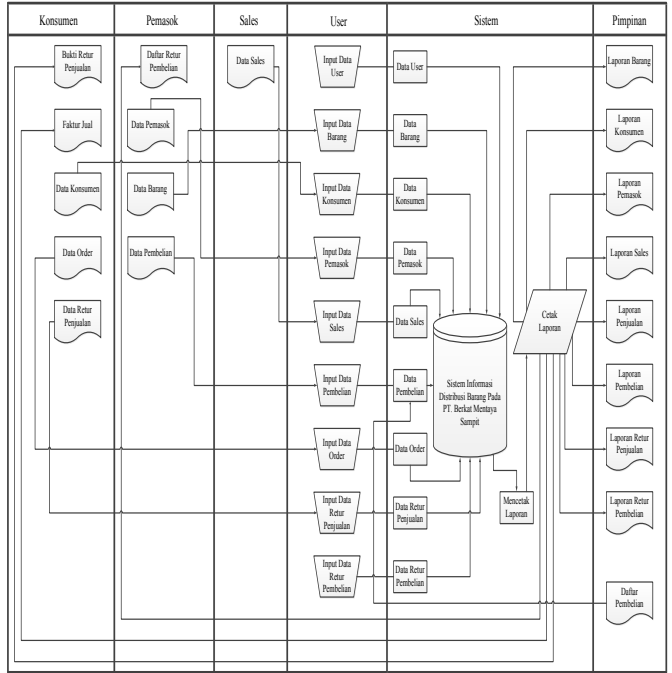 Konsumen
Pemasok
Sales
User
Sistem
Pimpinan
Bukti Retur
Penjualan
Faktur Jual
Data Konsumen
Data Order
Data Retur
Penjualan
Daftar Retur
Pembelian
Data Pemasok
Data Barang
Data Pembelian
Data Sales
Input Data
User
Input Data
Barang
Input Data
Konsumen
Input Data
Pemasok
Input Data
Sales
Input Data
Pembelian
Input Data
Order
Input Data
Retur
Penjualan
Input Data
Retur
Pembelian
Data User
Data
Barang
Data
Konsumen
Data
Pemasok
Data Sales
Data
Pembelian
Data Order
Data Retur
Penjualan
Data Retur
Pembelian
Sistem Informasi
Distribusi Barang Pada
PT. Berkat Mentaya
Sampit
Mencetak
Laporan
Cetak
Laporan
Laporan Barang
Laporan
Konsumen
Laporan
Pemasok
Laporan Sales
Laporan
Penjualan
Laporan
Pembelian
Laporan Retur
Penjualan
Laporan Retur
Pembelian
Daftar
Pembelian